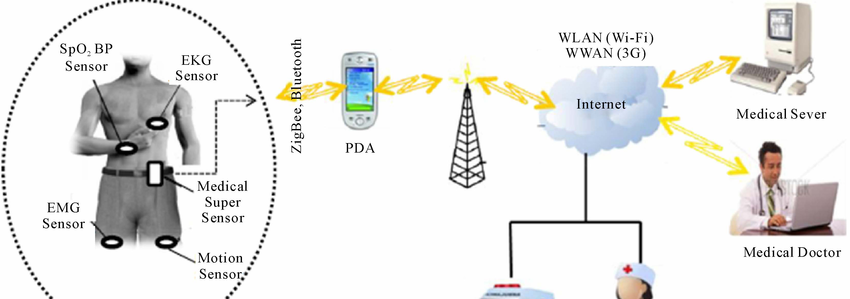 SpO2 BP
Sensor
EKG
Sensor
ZigBee, Bluetooth
PDA
WLAN (Wi-Fi)
WWAN (3G)
Internet
Medical Sever
Medical
Super
Sensor
EMG
Sensor
Motion
Sensor
Medical Doctor